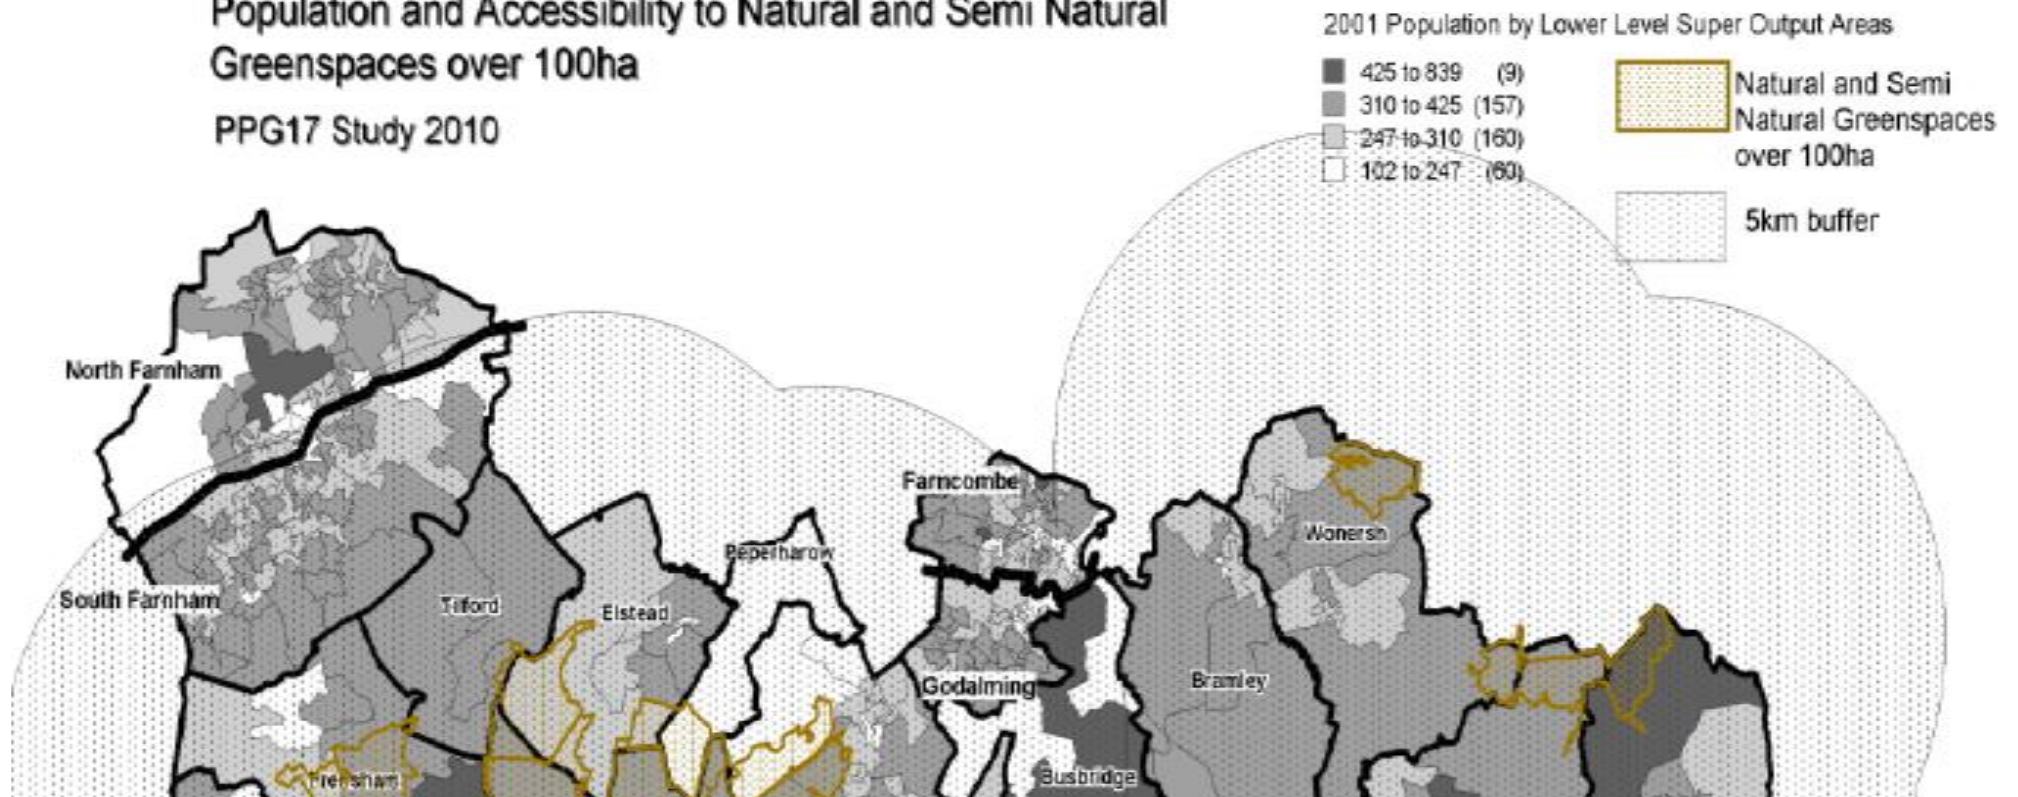 Population and Accessibility to Natural and Semi Natural
Greenspaces over 100ha
PPG17 Study 2010
2001 Population by Lower Level Super Output Areas
425 to 839 (9)
310 to 425 (157)
247 to 310 (160)
102 to 247 (60)
Natural and Semi
Natural Greenspaces
over 100ha
5km buffer
North Farnham
Farncombe
Wonersh
Peperharow
South Farnham
Tilford
Elstead
Godalming
Bramley
Frensham
Busbridge